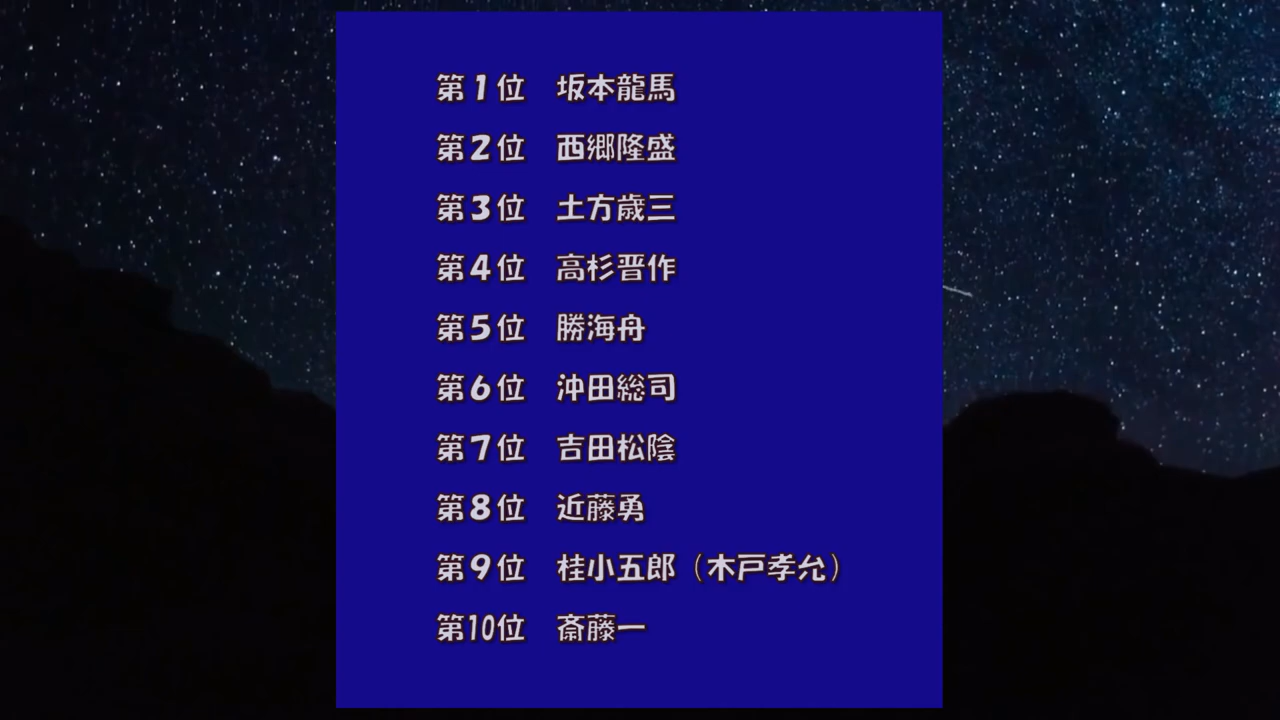 第1位　坂本龍馬
第2位　西郷隆盛
第3位　土方歳三
第4位　高杉晋作
第5位　勝海舟
第6位　沖田総司
第7位　吉田松陰
第8位　近藤勇
第9位　桂小五郎（木戸孝允）
第10位　斎藤一